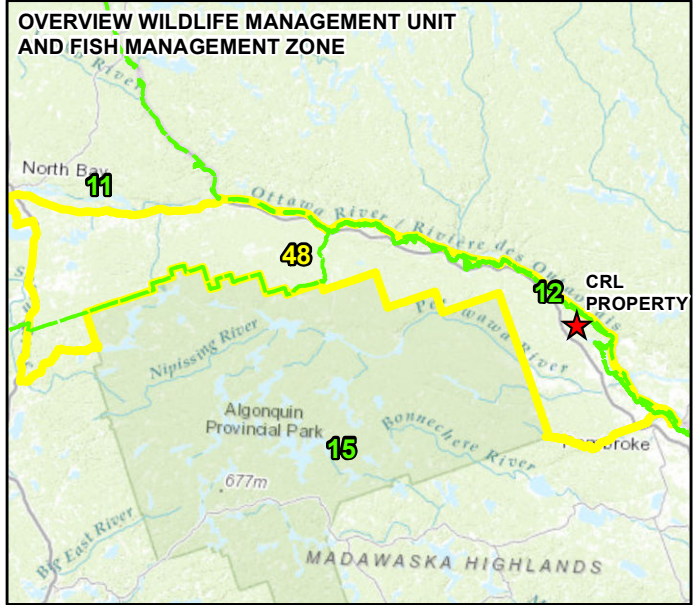 OVERVIEW WILDLIFE MANAGEMENT UNIT
AND FISH MANAGEMENT ZONE
River
North Bay
11
Ottawa River / Rivière des Outaouais
48
12
CRL
PROPERTY
Petawawa River
Nipissing River
Algonquin
Provincial Park
15
Bonnechere River
Pembroke
677m
Big East River
MADAWASKA HIGHLANDS